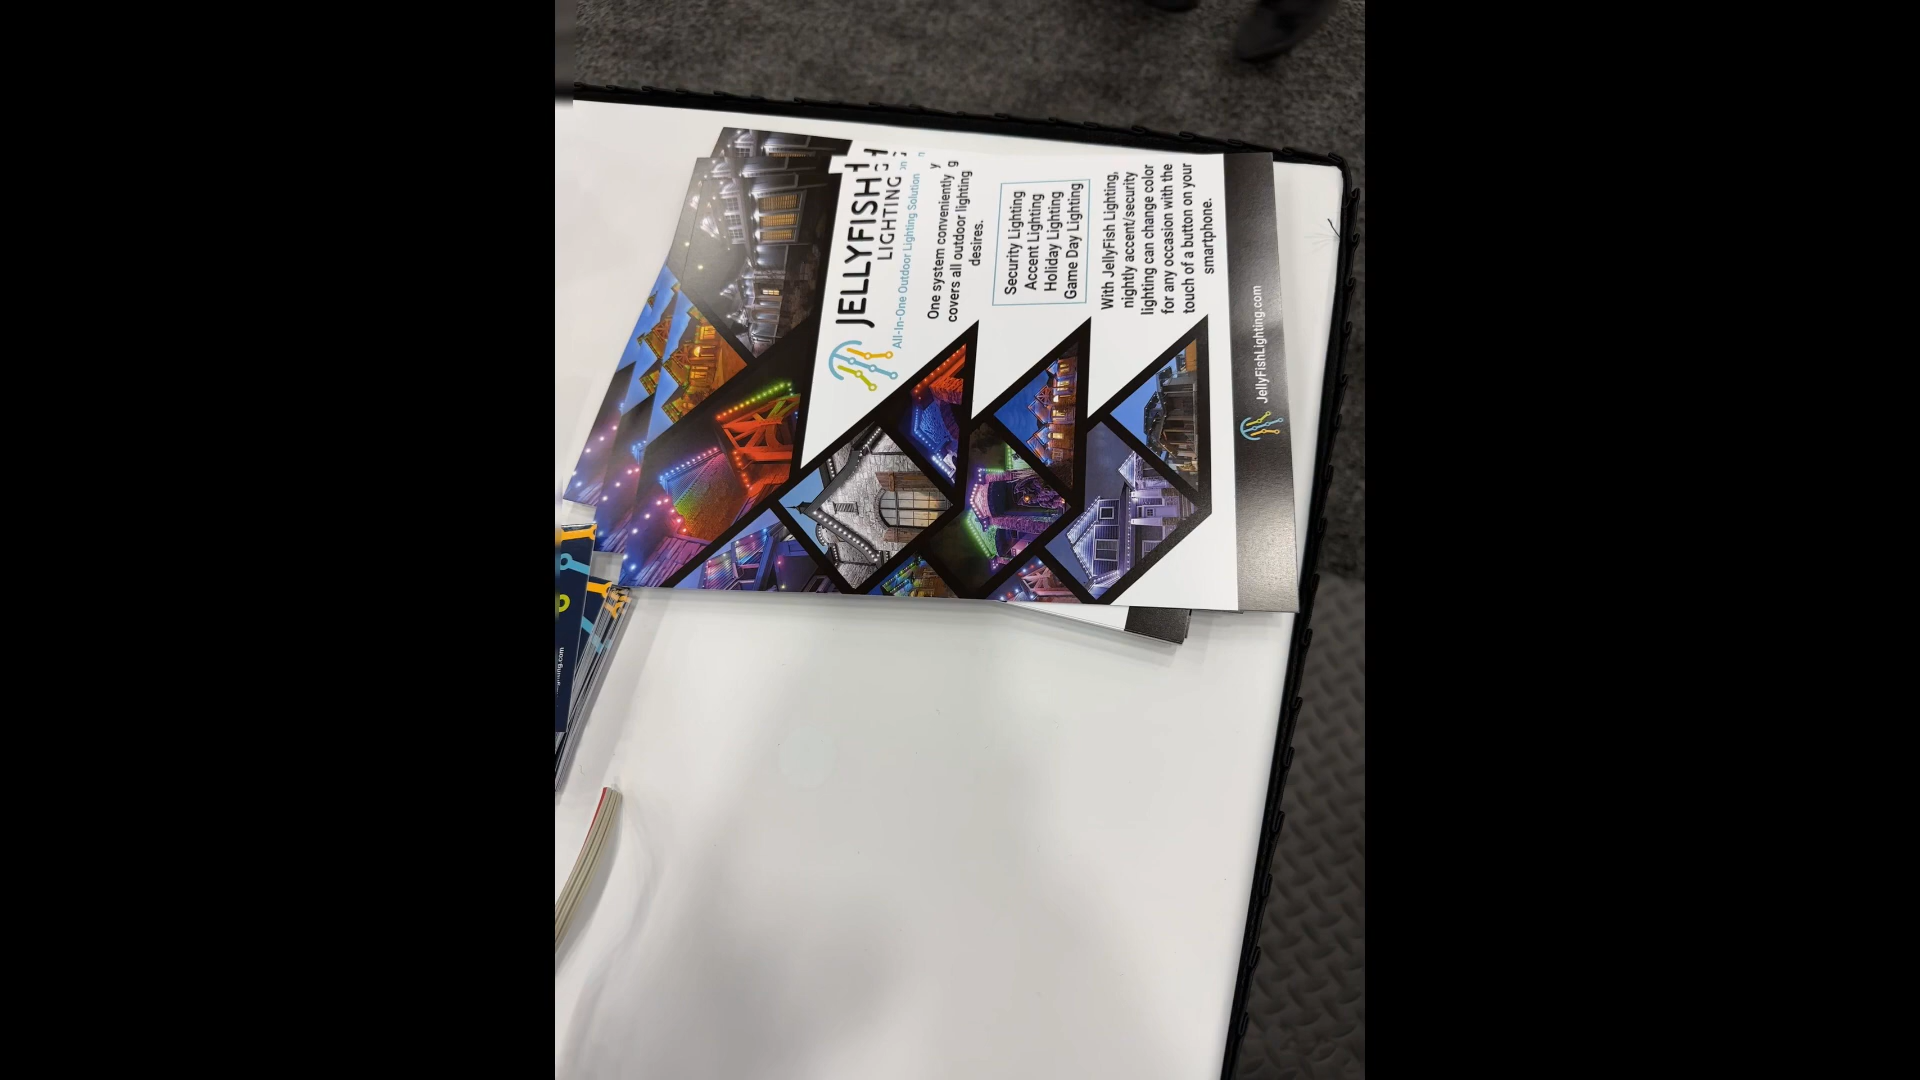 JELLYFISH
LIGHTING
All-In-One Outdoor Lighting Solution
One system conveniently
covers all outdoor lighting
desires.
Security Lighting
Accent Lighting
Holiday Lighting
Game Day Lighting
With JellyFish Lighting,
nightly accent/security
lighting can change color
for any occasion with the
touch of a button on your
smartphone.
JellyFishLighting.com